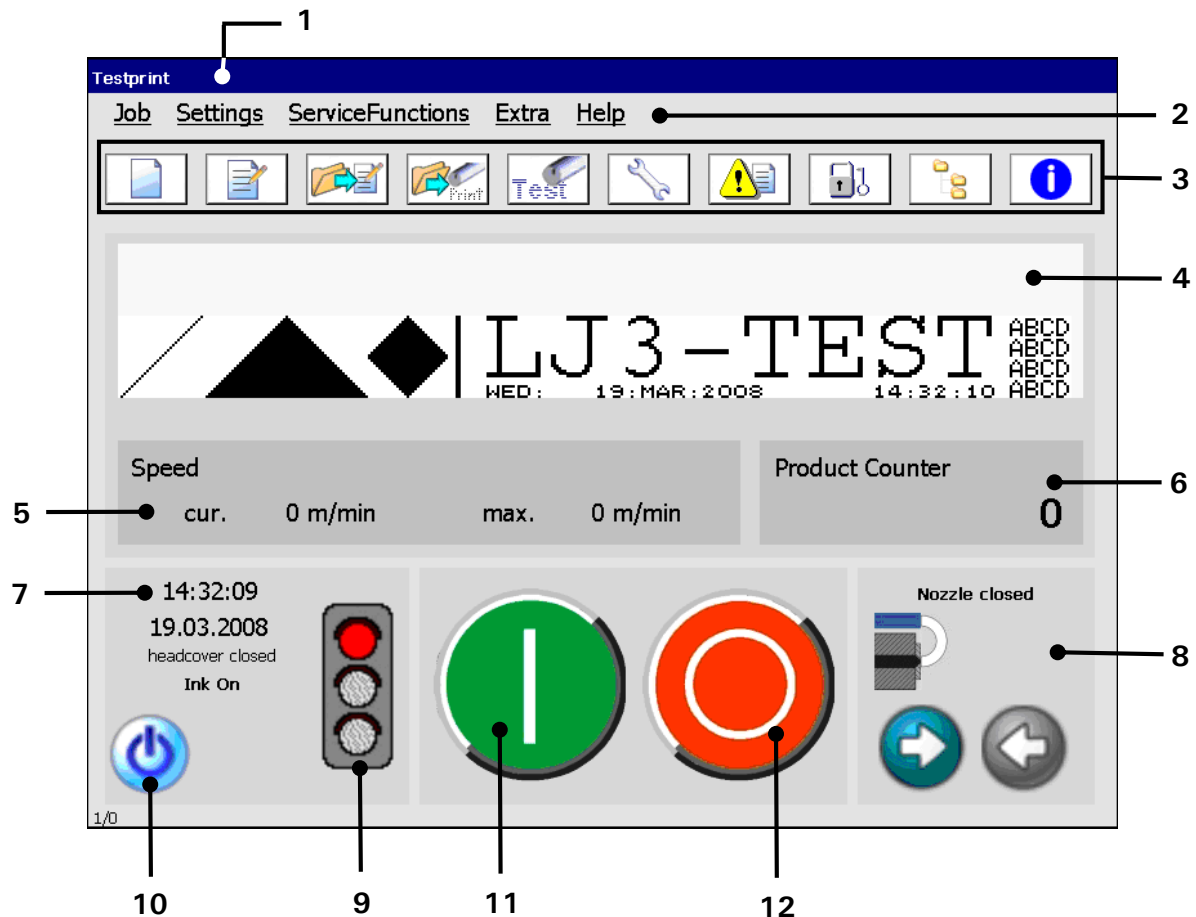 1
Testprint
Job Settings ServiceFunctions Extra Help
2
Print
Test
3
4
LJ3-TEST
ABCD
ABCD
ABCD
ABCD
WED: 19:MAR:2008 14:32:10
Speed
Product Counter
5
cur. 0 m/min max. 0 m/min
0
6
7
14:32:09
19.03.2008
headcover closed
Ink On
Nozzle closed
8
1/0
10
9
11
12